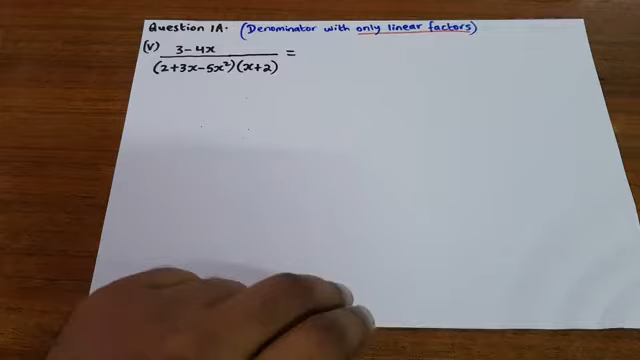 Question 1A. (Denominator with only linear factors)
(V) 3-4x
(2+3x-5x²)(x+2) =